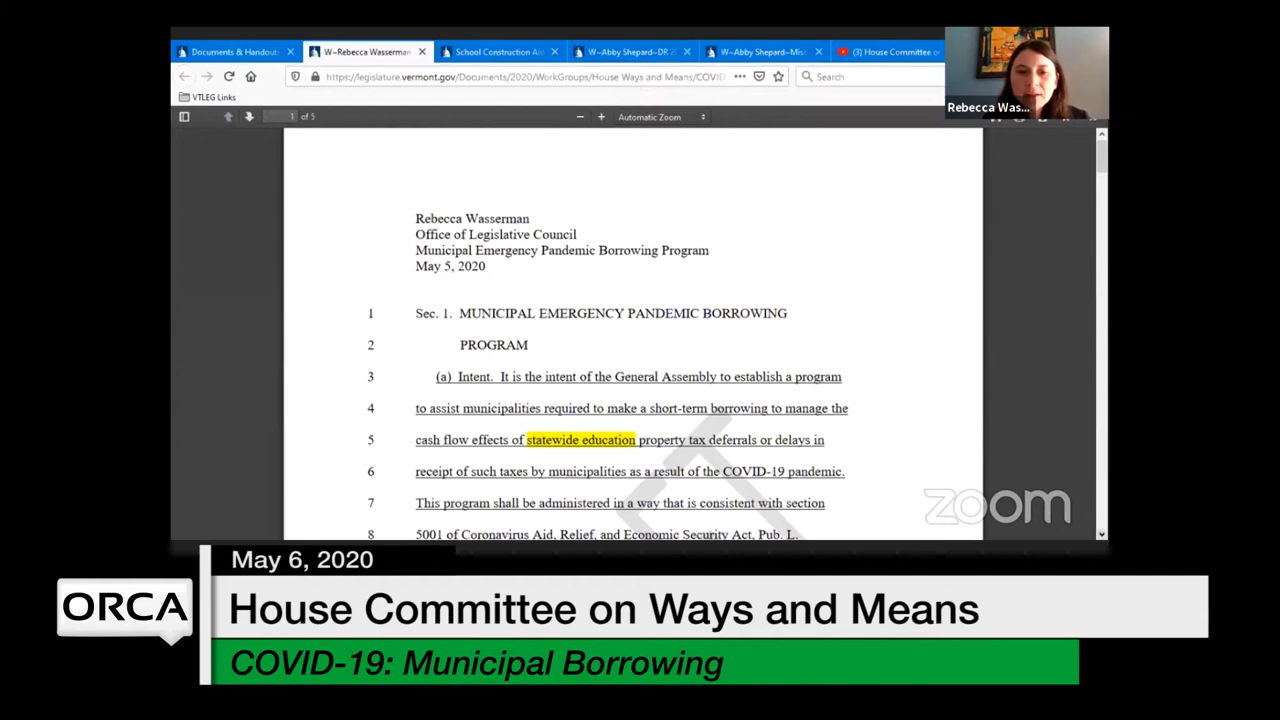 Documents & Handout
W~Rebecca Wasserman
School Construction Aid
W~Abby Shepard~DR 20
W~Abby Shepard~Mis
(3) House Committee o
https://legislature.vermont.gov/Documents/2020/WorkGroups/House Ways and Means/COVID
Search
VTLEG Links
1 of 5
Automatic Zoom
Rebecca Was...
Rebecca Wasserman
Office of Legislative Council
Municipal Emergency Pandemic Borrowing Program
May 5, 2020
1 Sec. 1. MUNICIPAL EMERGENCY PANDEMIC BORROWING
2 PROGRAM
3 (a) Intent. It is the intent of the General Assembly to establish a program
4 to assist municipalities required to make a short-term borrowing to manage the
5 cash flow effects of statewide education property tax deferrals or delays in
6 receipt of such taxes by municipalities as a result of the COVID-19 pandemic.
7 This program shall be administered in a way that is consistent with section
8 5001 of Coronavirus Aid, Relief, and Economic Security Act, Pub. L.
zoom
May 6, 2020
ORCA
House Committee on Ways and Means
COVID-19: Municipal Borrowing